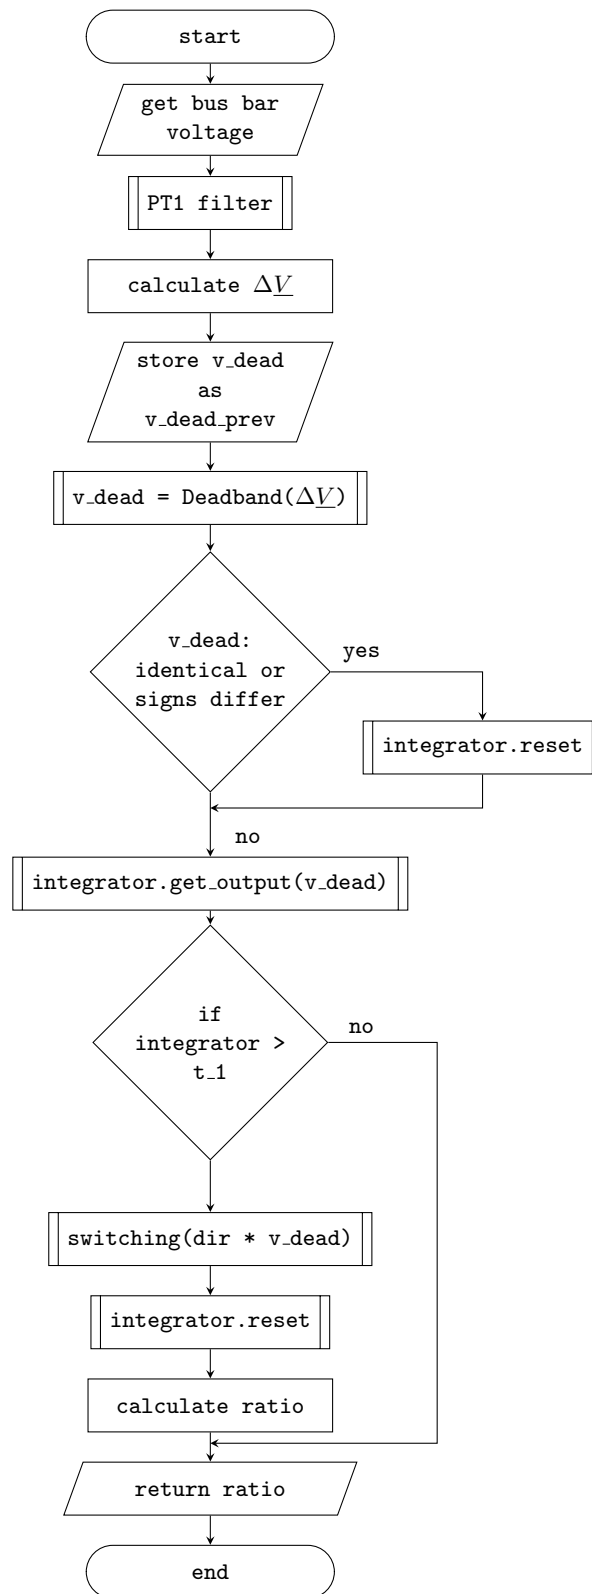 start
get bus bar
voltage
PT1 filter
calculate ΔV
store v_dead
as
v_dead_prev
v_dead = Deadband(ΔV)
v_dead:
identical or
signs differ
yes
integrator.reset
no
integrator.get_output(v_dead)
if
integrator >
t_1
no
switching(dir * v_dead)
integrator.reset
calculate ratio
return ratio
end